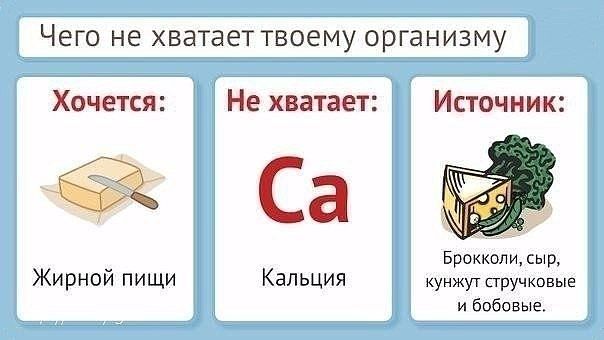 Чего не хватает твоему организму
Хочется:
Жирной пищи
Не хватает:
Ca
Кальция
Источник:
Брокколи, сыр,
кунжут стручковые
и бобовые.